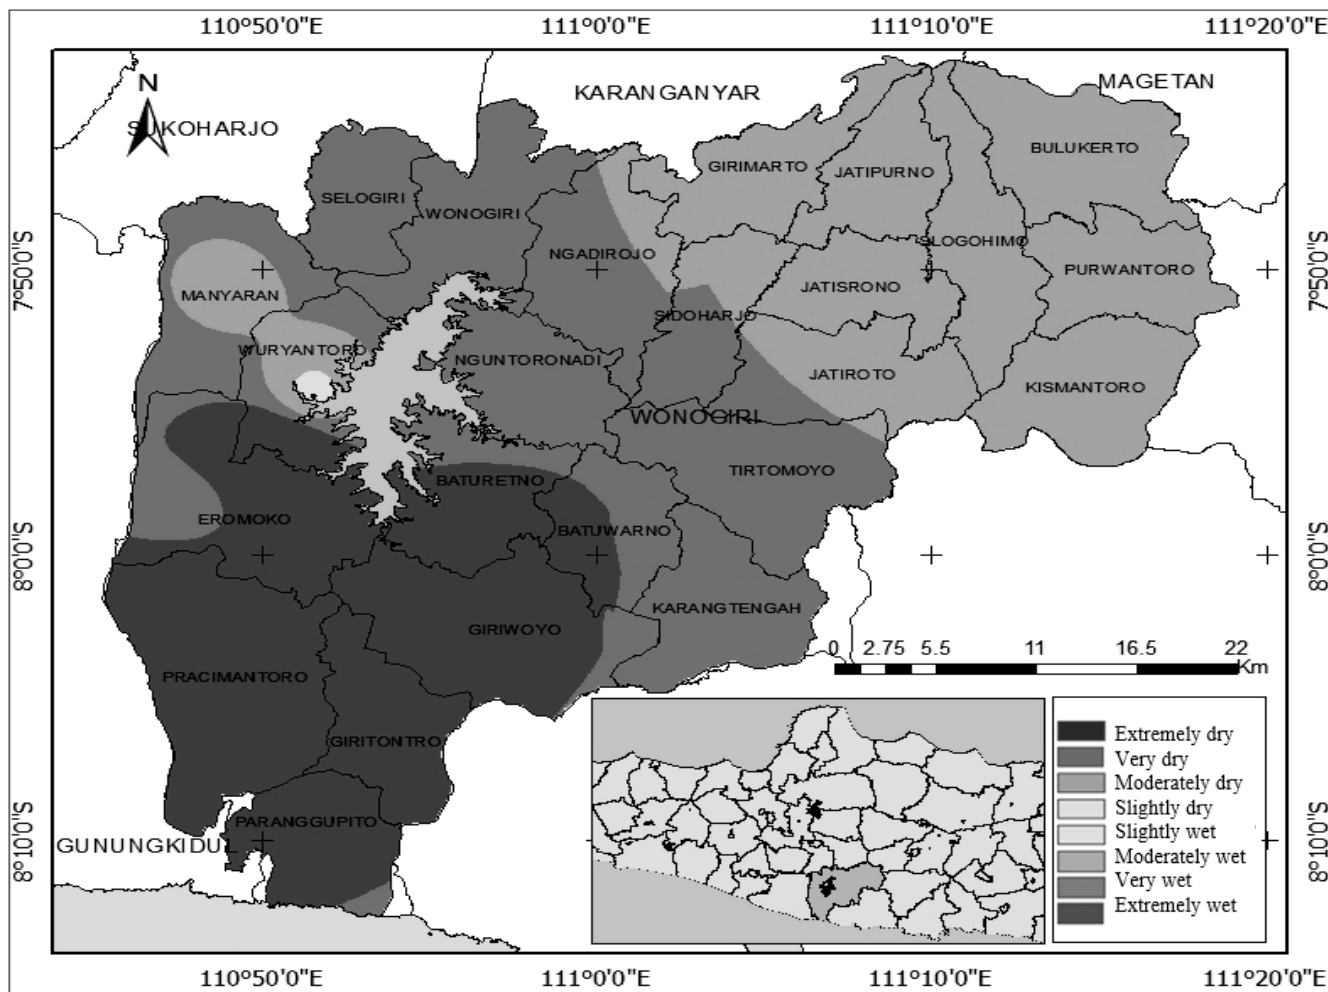 110°50'0"E 111°0'0"E 111°10'0"E 111°20'0"E
MAGETAN
N
KARANGANYAR
SUKOHARJO
BULUKERTO
GIRIMARTO
JATIPURNO
SELOGIRI
WONOGIRI
SLOGOHIMO
NGADIROJO
7°50'0"S
PURWANTORO
7°50'0"S
JATISRONO
MANYARAN
SIDOHARJO
WURYANTORO
NGUNTORONADI
JATIROTO
KISMANTORO
WONOGIRI
TIRTOMOYO
BATURETNO
EROMOKO
BATUWARNO
8°0'0"S
8°0'0"S
KARANGTENGAH
GIRIWOYO
0 2.75 5.5 11 16.5 22
Km
PRACIMANTORO
GIRITONTRO
Extremely dry
Very dry
Moderately dry
Slightly dry
Slightly wet
Moderately wet
Very wet
Extremely wet
PARANGGUPITO
8°10'0"S
GUNUNGKIDUL
8°10'0"S
110°50'0"E 111°0'0"E 111°10'0"E 111°20'0"E